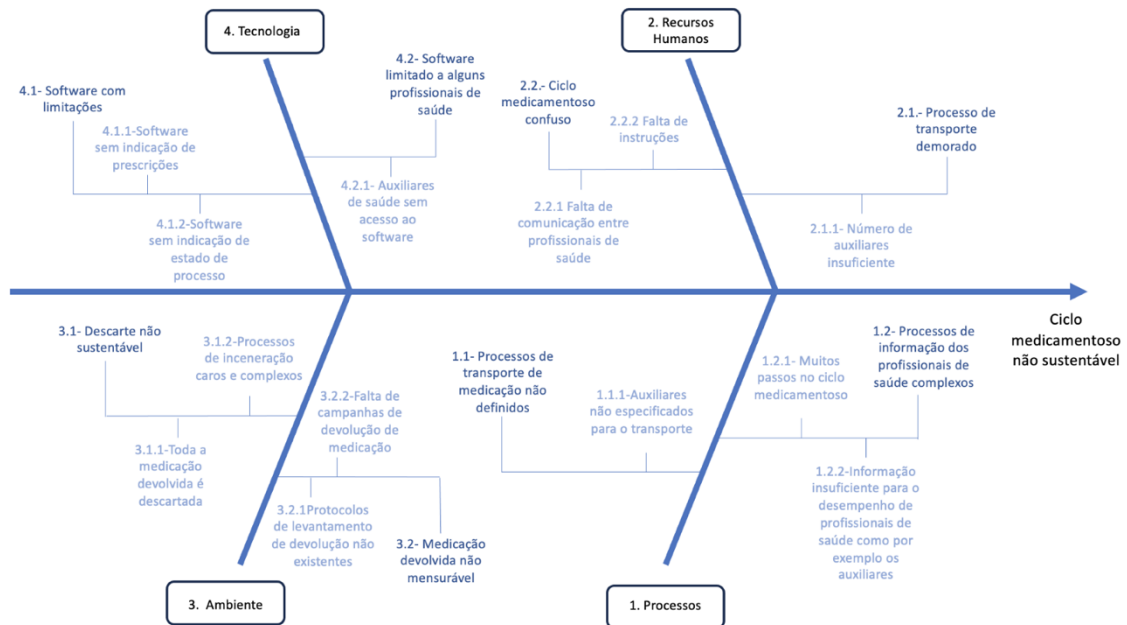 4. Tecnologia
2. Recursos
Humanos
4.1- Software com
limitações
4.1.1-Software
sem indicação de
prescrições
4.1.2-Software
sem indicação de
estado de
processo
4.2- Software
limitado a alguns
profissionais de
saúde
4.2.1- Auxiliares
de saúde sem
acesso ao
software
2.2.- Ciclo
medicamentoso
confuso
2.2.2 Falta de
instruções
2.2.1 Falta de
comunicação entre
profissionais de
saúde
2.1.- Processo de
transporte
demorado
2.1.1- Número de
auxiliares
insuficiente
Ciclo
medicamentoso
não sustentável
3.1- Descarte não
sustentável
3.1.2-Processos
de inceneração
caros e complexos
3.1.1-Toda a
medicação
devolvida é
descartada
3.2.2-Falta de
campanhas de
devolução de
medicação
3.2.1Protocolos
de levantamento
de devolução não
existentes
3.2- Medicação
devolvida não
mensurável
1.1- Processos de
transporte de
medicação não
definidos
1.1.1-Auxiliares
não especificados
para o transporte
1.2.1- Muitos
passos no ciclo
medicamentoso
1.2- Processos de
informação dos
profissionais de
saúde complexos
1.2.2-Informação
insuficiente para o
desempenho de
profissionais de
saúde como por
exemplo os
auxiliares
3. Ambiente
1. Processos